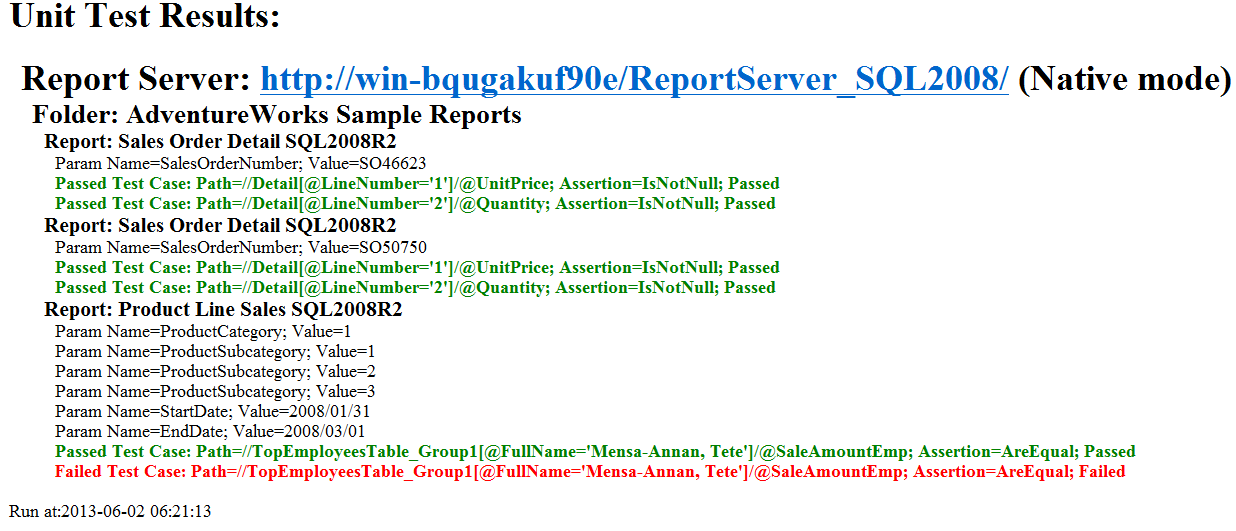 Unit Test Results:
Report Server: http://win-bqugakuf90e/ReportServer_SQL2008/ (Native mode)
Folder: AdventureWorks Sample Reports
Report: Sales Order Detail SQL2008R2
Param Name=SalesOrderNumber; Value=SO46623
Passed Test Case: Path=//Detail[@LineNumber='1']/@UnitPrice; Assertion=IsNotNull; Passed
Passed Test Case: Path=//Detail[@LineNumber='2']/@Quantity; Assertion=IsNotNull; Passed
Report: Sales Order Detail SQL2008R2
Param Name=SalesOrderNumber; Value=SO50750
Passed Test Case: Path=//Detail[@LineNumber='1']/@UnitPrice; Assertion=IsNotNull; Passed
Passed Test Case: Path=//Detail[@LineNumber='2']/@Quantity; Assertion=IsNotNull; Passed
Report: Product Line Sales SQL2008R2
Param Name=ProductCategory; Value=1
Param Name=ProductSubcategory; Value=1
Param Name=ProductSubcategory; Value=2
Param Name=ProductSubcategory; Value=3
Param Name=StartDate; Value=2008/01/31
Param Name=EndDate; Value=2008/03/01
Passed Test Case: Path=//TopEmployeesTable_Group1[@FullName='Mensa-Annan, Tete']/@SaleAmountEmp; Assertion=AreEqual; Passed
Failed Test Case: Path=//TopEmployeesTable_Group1[@FullName='Mensa-Annan, Tete']/@SaleAmountEmp; Assertion=AreEqual; Failed
Run at:2013-06-02 06:21:13